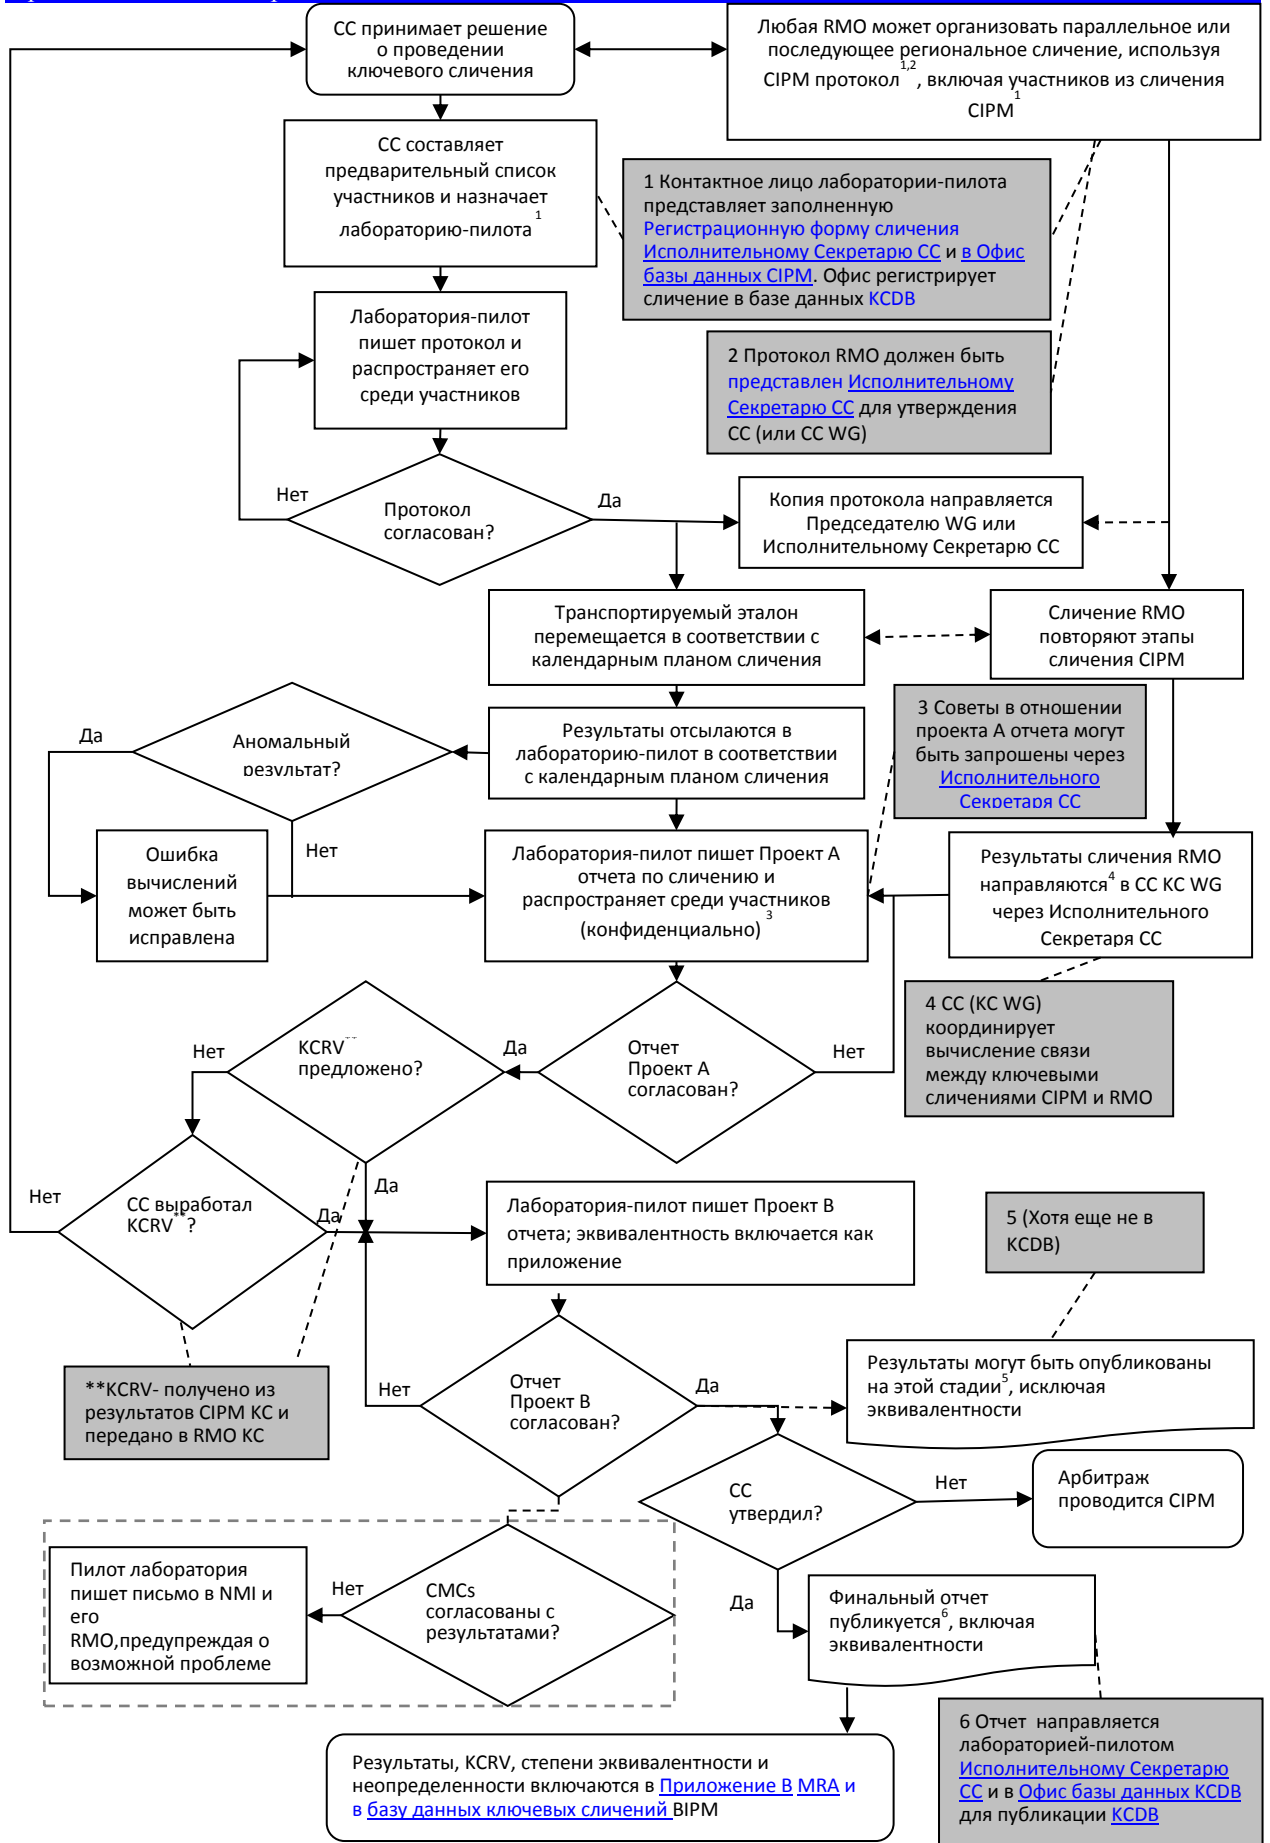 СС принимает решение
о проведении
ключевого сличения
Любая RMO может организовать параллельное или
последующее региональное сличение, используя
CIPM протокол1,2, включая участников из сличения
CIPM1
СС составляет
предварительный список
участников и назначает
лабораторию-пилота1
1 Контактное лицо лаборатории-пилота
представляет заполненную
Регистрационную форму сличения
Исполнительному Секретарю СС и в Офис
базы данных CIPM. Офис регистрирует
сличение в базе данных KCDB
Лаборатория-пилот
пишет протокол и
распространяет его
среди участников
2 Протокол RMO должен быть
представлен Исполнительному
Секретарю СС для утверждения
СС (или СС WG)
Нет
Протокол
согласован?
Да
Копия протокола направляется
Председателю WG или
Исполнительному Секретарю СС
Транспортируемый эталон
перемещается в соответствии с
календарным планом сличения
Сличение RMO
повторяют этапы
сличения CIPM
Да
Аномальный
результат?
Результаты отсылаются в
лабораторию-пилот в соответствии
с календарным планом сличения
3 Советы в отношении
проекта А отчета могут
быть запрошены через
Исполнительного
Секретаря СС
Ошибка
вычислений
может быть
исправлена
Нет
Лаборатория-пилот пишет Проект А
отчета по сличению и
распространяет среди участников
(конфиденциально)3
Результаты сличения RMO
направляются4 в СС КС WG
через Исполнительного
Секретаря СС
4 СС (КС WG)
координирует
вычисление связи
между ключевыми
сличениями CIPM и RMO
Нет
KCRV**
предложено?
Да
Отчет
Проект А
согласован?
Нет
Нет
СС выработал
KCRV**?
Да
Да
Лаборатория-пилот пишет Проект В
отчета; эквивалентность включается как
приложение
5 (Хотя еще не в
KCDB)
**KCRV- получено из
результатов CIPM КС и
передано в RMO КС
Нет
Отчет
Проект В
согласован?
Да
Результаты могут быть опубликованы
на этой стадии5, исключая
эквивалентности
СС
утвердил?
Нет
Арбитраж
проводится CIPM
Пилот лаборатория
пишет письмо в NMI и
его
RMO,предупреждая о
возможной проблеме
Нет
CMCs
согласованы с
результатами?
Да
Финальный отчет
публикуется6, включая
эквивалентности
Результаты, KCRV, степени эквивалентности и
неопределенности включаются в Приложение В MRA и
в базу данных ключевых сличений BIPM
6 Отчет направляется
лабораторией-пилотом
Исполнительному Секретарю
СС и в Офис базы данных KCDB
для публикации KCDB